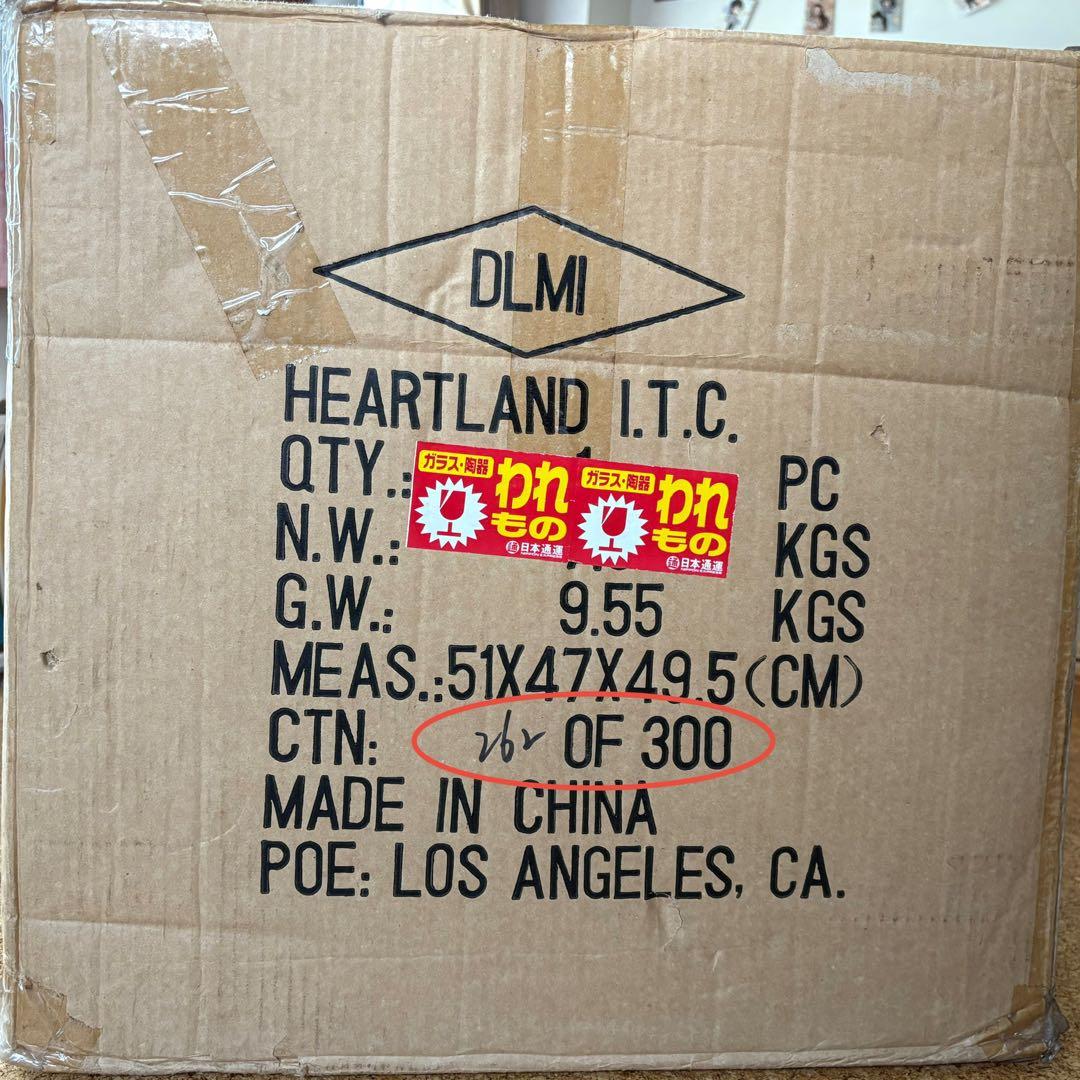 DLMI
HEARTLAND I.T.C.
QTY.: 1 PC
ガラス・陶器 われもの 日本通運
ガラス・陶器 われもの 日本通運
N.W.: KGS
G.W.: 9.55 KGS
MEAS.:51X47X49.5(CM)
CTN: 262 OF 300
MADE IN CHINA
POE: LOS ANGELES, CA.